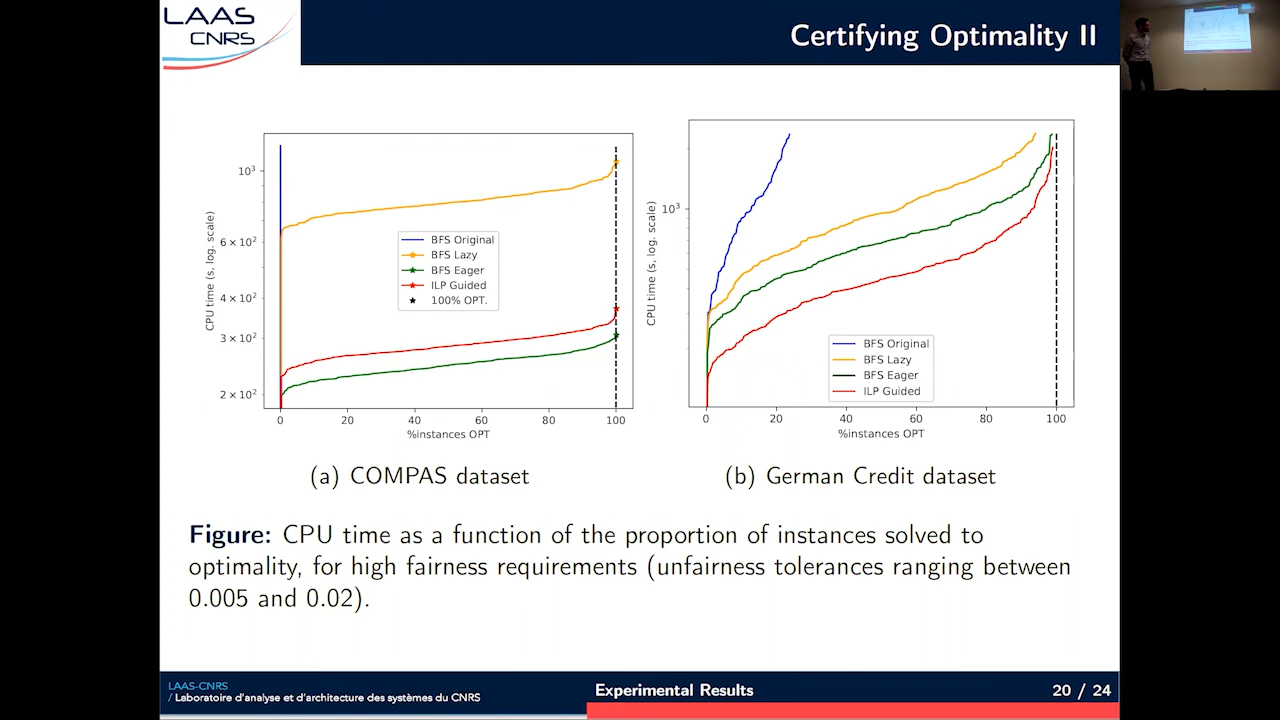 LAAS
CNRS
Certifying Optimality II
10³
6 × 10²
4 × 10²
3 × 10²
2 × 10²
CPU time (s, log. scale)
BFS Original
BFS Lazy
BFS Eager
ILP Guided
100% OPT.
0 20 40 60 80 100
%instances OPT
(a) COMPAS dataset
10³
CPU time (s, log. scale)
BFS Original
BFS Lazy
BFS Eager
ILP Guided
0 20 40 60 80 100
%instances OPT
(b) German Credit dataset
Figure: CPU time as a function of the proportion of instances solved to
optimality, for high fairness requirements (unfairness tolerances ranging between
0.005 and 0.02).
LAAS-CNRS
/ Laboratoire d'analyse et d'architecture des systèmes du CNRS
Experimental Results
20 / 24